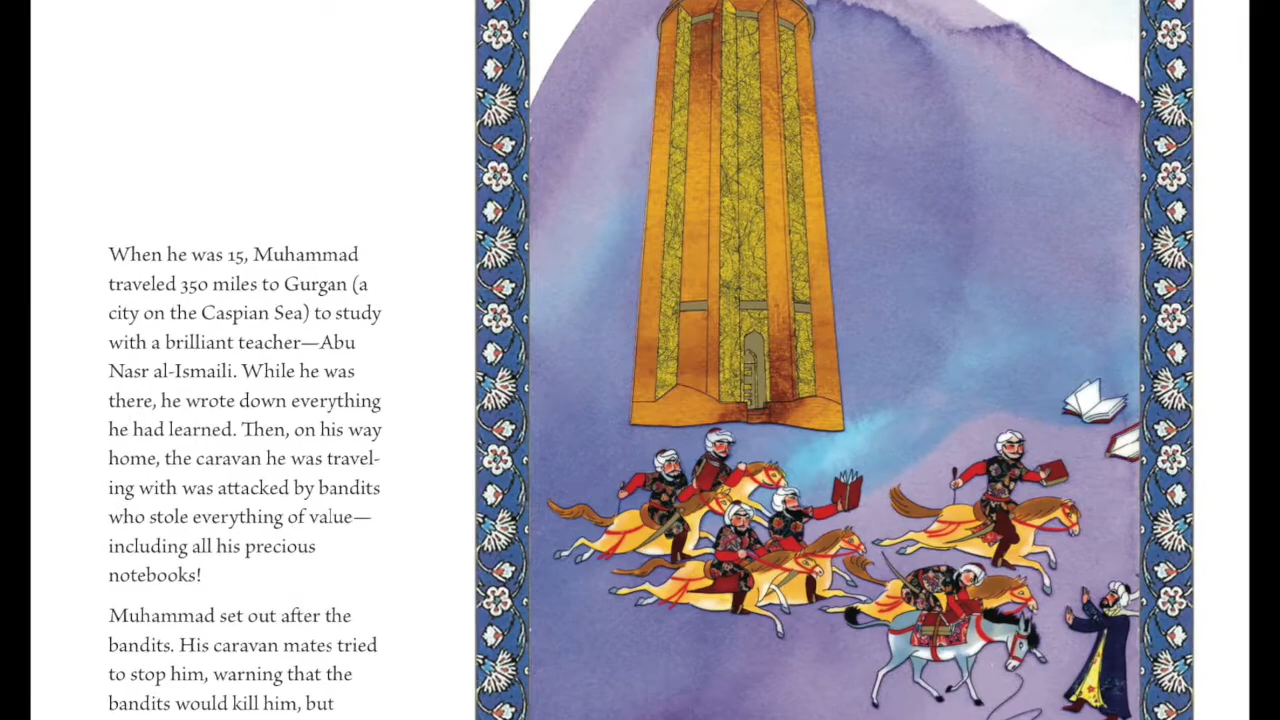 When he was 15, Muhammad
traveled 350 miles to Gurgan (a
city on the Caspian Sea) to study
with a brilliant teacher—Abu
Nasr al-Ismaili. While he was
there, he wrote down everything
he had learned. Then, on his way
home, the caravan he was travel-
ing with was attacked by bandits
who stole everything of value—
including all his precious
notebooks!
Muhammad set out after the
bandits. His caravan mates tried
to stop him, warning that the
bandits would kill him, but